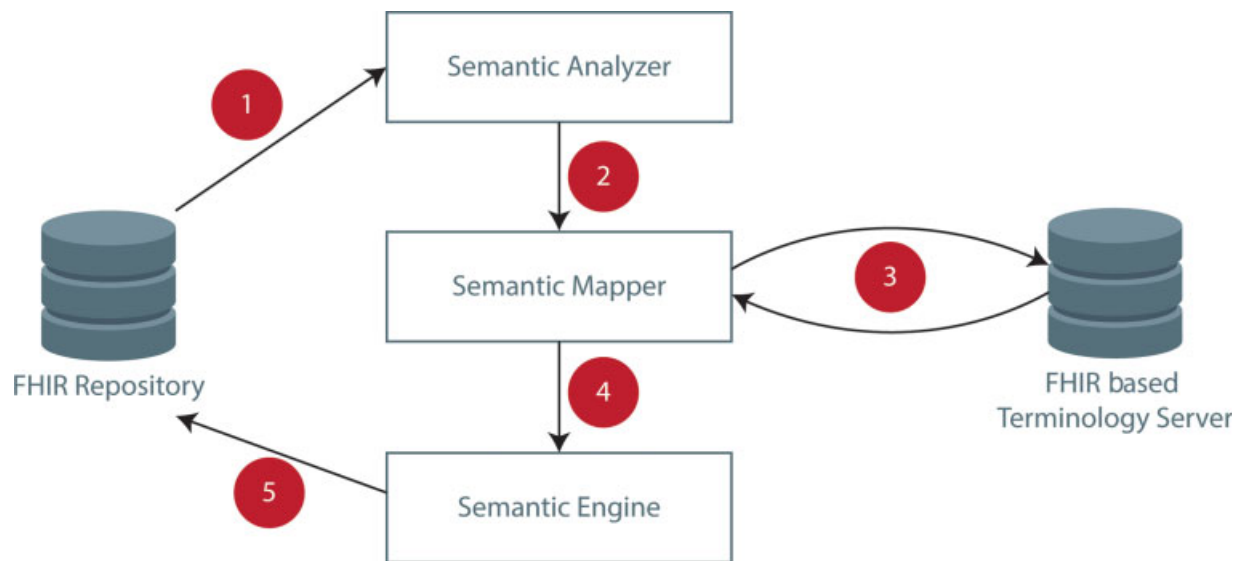 Semantic Analyzer
1
2
Semantic Mapper
3
FHIR Repository
4
FHIR based
Terminology Server
5
Semantic Engine